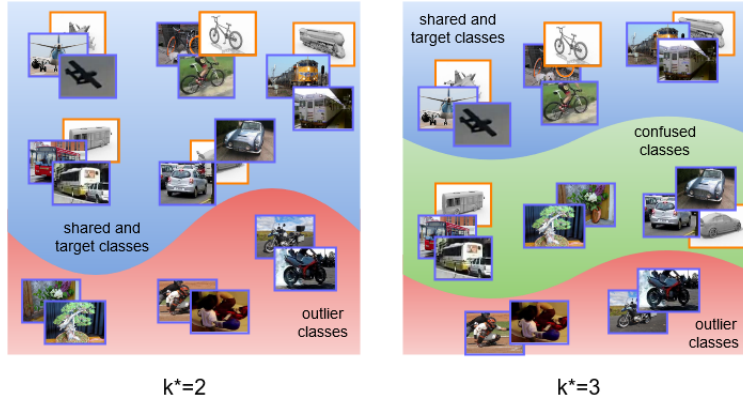 shared and
target classes
outlier
classes
k*=2
shared and
target classes
confused
classes
outlier
classes
k*=3